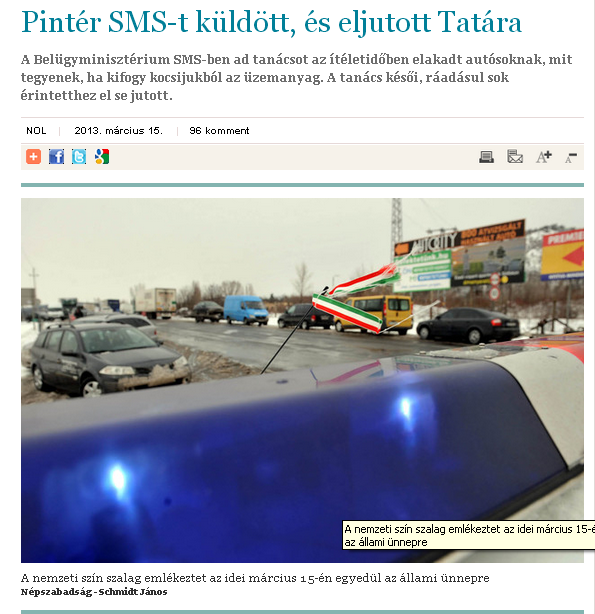 Pintér SMS-t küldött, és eljutott Tatára
A Belügyminisztérium SMS-ben ad tanácsot az ítéletidőben elakadt autósoknak, mit
tegyenek, ha kifogy kocsijukból az üzemanyag. A tanács késői, ráadásul sok
érintetthez el se jutott.
NOL | 2013. március 15. | 96 komment
A+ A-
AUTOCITY
PREMIE
A nemzeti szín szalag emlékeztet az idei március 15-é
az állami ünnepre
A nemzeti szín szalag emlékeztet az idei március 15-én egyedül az állami ünnepre
Népszabadság - Schmidt János